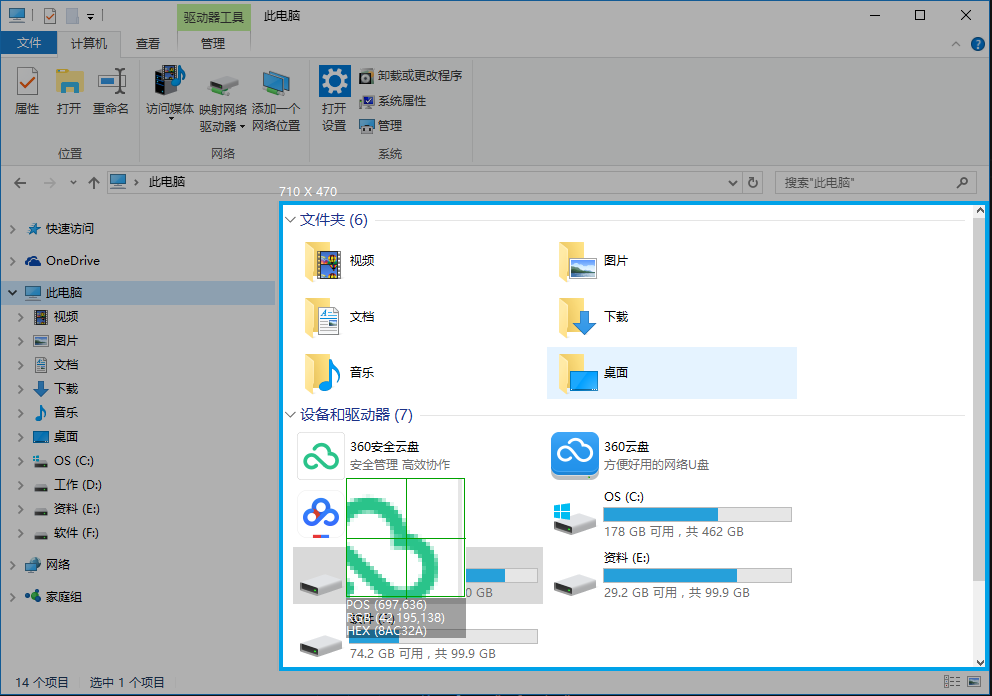 驱动器工具 此电脑
文件 计算机 查看 管理
属性 打开 重命名 访问媒体 映射网络驱动器 添加一个网络位置 打开设置 卸载或更改程序
系统属性
管理
位置 网络 系统
此电脑 搜索"此电脑"
710 X 470
快速访问
OneDrive
此电脑
视频
图片
文档
下载
音乐
桌面
OS (C:)
工作 (D:)
资料 (E:)
软件 (F:)
网络
家庭组
文件夹 (6)
视频 图片
文档 下载
音乐 桌面
设备和驱动器 (7)
360安全云盘 360云盘
安全管理 高效协作 方便好用的网络U盘
OS (C:)
178 GB 可用，共 462 GB
资料 (E:)
0 GB 29.2 GB 可用，共 99.9 GB
POS (697,636)
RGB (42,195,138)
HEX (8AC32A)
74.2 GB 可用，共 99.9 GB
14 个项目 选中 1 个项目